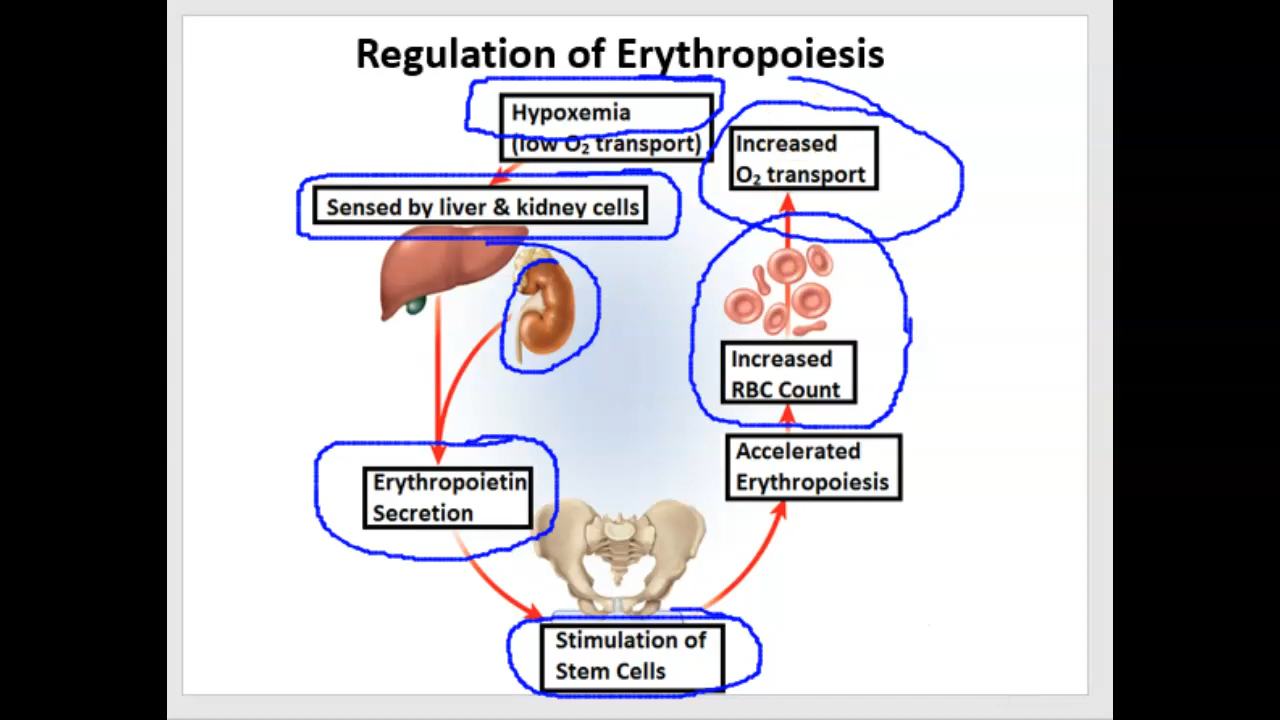 Regulation of Erythropoiesis
Hypoxemia
(low O₂ transport)
Sensed by liver & kidney cells
Erythropoietin
Secretion
Stimulation of
Stem Cells
Accelerated
Erythropoiesis
Increased
RBC Count
Increased
O₂ transport